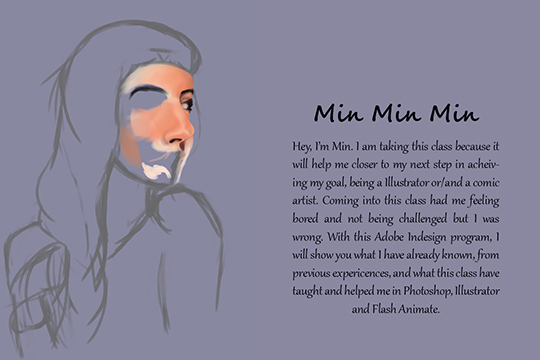 Min Min Min
Hey, I'm Min. I am taking this class because it
will help me closer to my next step in acheiv-
ing my goal, being a Illustrator or/and a comic
artist. Coming into this class had me feeling
bored and not being challenged but I was
wrong. With this Adobe Indesign program, I
will show you what I have already known, from
previous expericences, and what this class have
taught and helped me in Photoshop, Illustrator
and Flash Animate.